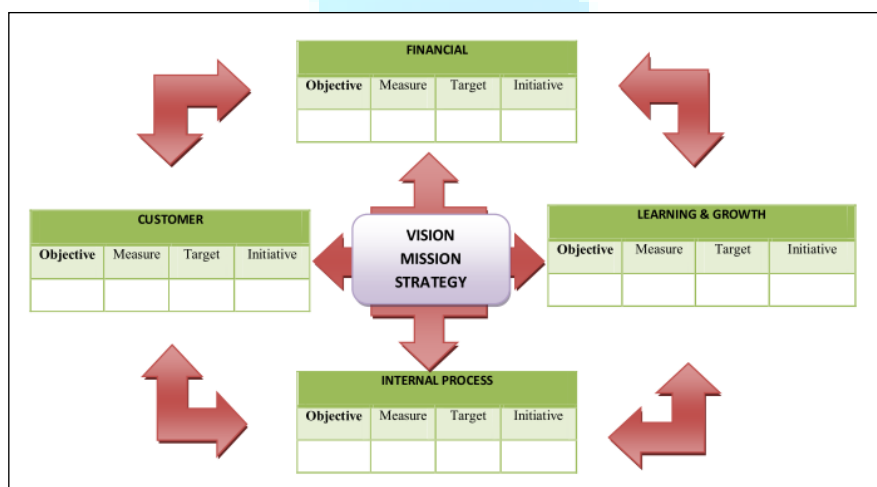 FINANCIAL
Objective Measure Target Initiative
CUSTOMER
Objective Measure Target Initiative
VISION
MISSION
STRATEGY
LEARNING & GROWTH
Objective Measure Target Initiative
INTERNAL PROCESS
Objective Measure Target Initiative